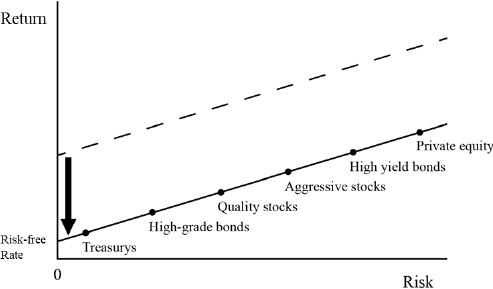 Return
Private equity
High yield bonds
Aggressive stocks
Quality stocks
High-grade bonds
Treasurys
Risk-free
Rate
0
Risk